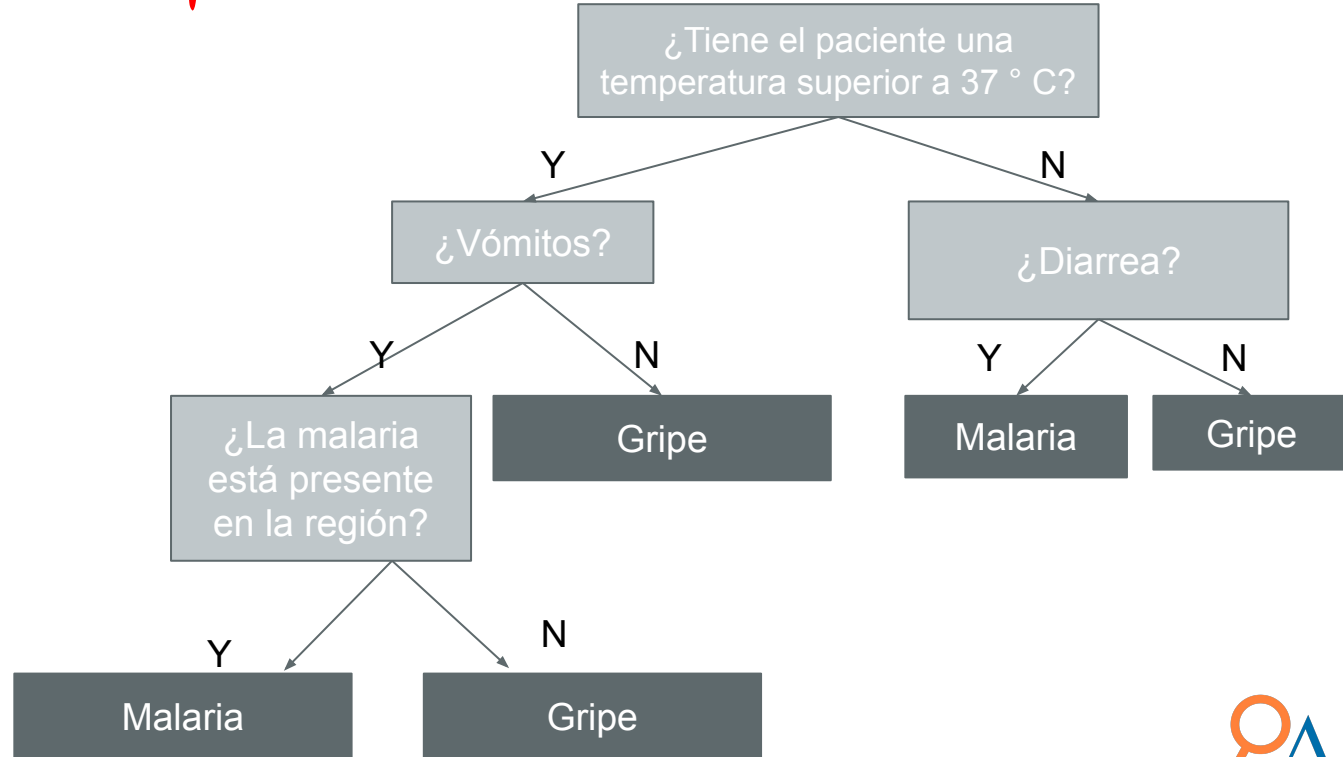 ¿Tiene el paciente una
temperatura superior a 37 ° C?
Y
N
¿Vómitos?
¿Diarrea?
Y
N
Y
N
¿La malaria
está presente
en la región?
Gripe
Malaria
Gripe
Y
N
Malaria
Gripe